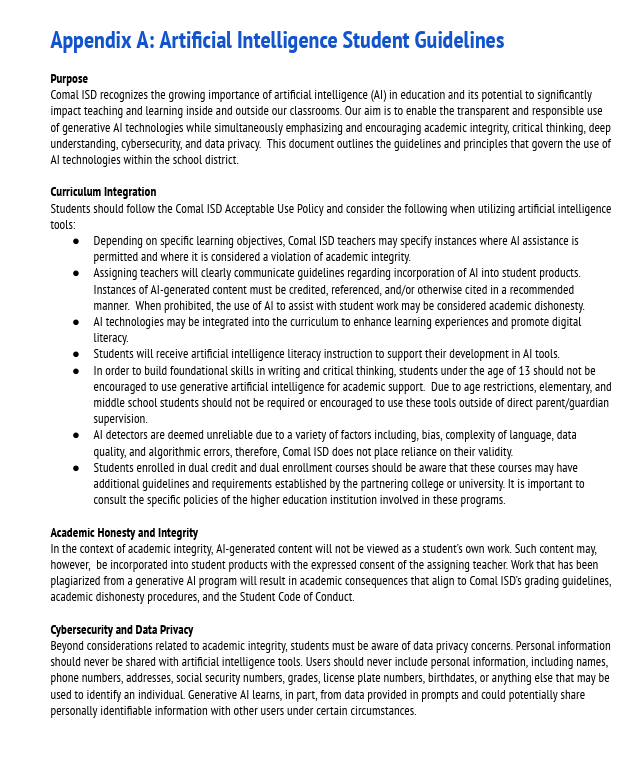 Appendix A: Artificial Intelligence Student Guidelines
Purpose
Comal ISD recognizes the growing importance of artificial intelligence (AI) in education and its potential to significantly
impact teaching and learning inside and outside our classrooms. Our aim is to enable the transparent and responsible use
of generative AI technologies while simultaneously emphasizing and encouraging academic integrity, critical thinking, deep
understanding, cybersecurity, and data privacy.  This document outlines the guidelines and principles that govern the use of
AI technologies within the school district.
Curriculum Integration
Students should follow the Comal ISD Acceptable Use Policy and consider the following when utilizing artificial intelligence
tools:
● Depending on specific learning objectives, Comal ISD teachers may specify instances where AI assistance is
permitted and where it is considered a violation of academic integrity.
● Assigning teachers will clearly communicate guidelines regarding incorporation of AI into student products.
Instances of AI-generated content must be credited, referenced, and/or otherwise cited in a recommended
manner.  When prohibited, the use of AI to assist with student work may be considered academic dishonesty.
● AI technologies may be integrated into the curriculum to enhance learning experiences and promote digital
literacy.
● Students will receive artificial intelligence literacy instruction to support their development in AI tools.
● In order to build foundational skills in writing and critical thinking, students under the age of 13 should not be
encouraged to use generative artificial intelligence for academic support.  Due to age restrictions, elementary, and
middle school students should not be required or encouraged to use these tools outside of direct parent/guardian
supervision.
● AI detectors are deemed unreliable due to a variety of factors including, bias, complexity of language, data
quality, and algorithmic errors, therefore, Comal ISD does not place reliance on their validity.
● Students enrolled in dual credit and dual enrollment courses should be aware that these courses may have
additional guidelines and requirements established by the partnering college or university. It is important to
consult the specific policies of the higher education institution involved in these programs.
Academic Honesty and Integrity
In the context of academic integrity, AI-generated content will not be viewed as a student's own work. Such content may,
however,  be incorporated into student products with the expressed consent of the assigning teacher. Work that has been
plagiarized from a generative AI program will result in academic consequences that align to Comal ISD's grading guidelines,
academic dishonesty procedures, and the Student Code of Conduct.
Cybersecurity and Data Privacy
Beyond considerations related to academic integrity, students must be aware of data privacy concerns. Personal information
should never be shared with artificial intelligence tools. Users should never include personal information, including names,
phone numbers, addresses, social security numbers, grades, license plate numbers, birthdates, or anything else that may be
used to identify an individual. Generative AI learns, in part, from data provided in prompts and could potentially share
personally identifiable information with other users under certain circumstances.